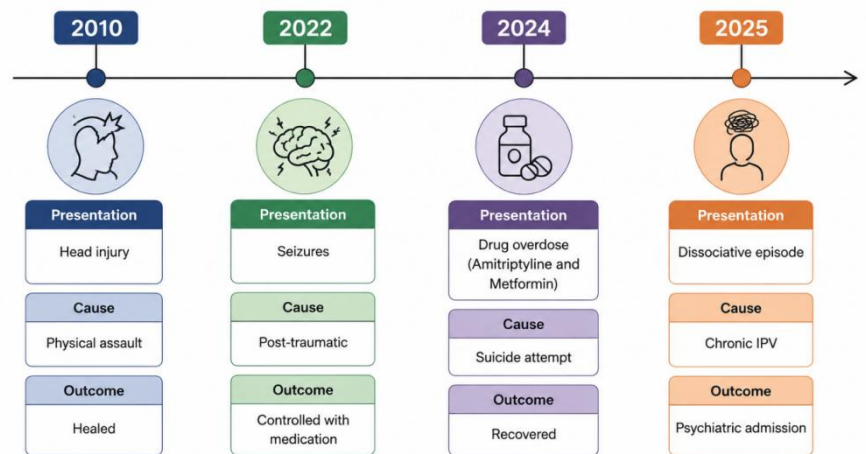 2010
2022
2024
2025
Presentation
Head injury
Cause
Physical assault
Outcome
Healed
Presentation
Seizures
Cause
Post-traumatic
Outcome
Controlled with
medication
Presentation
Drug overdose
(Amitriptyline and
Metformin)
Cause
Suicide attempt
Outcome
Recovered
Presentation
Dissociative episode
Cause
Chronic IPV
Outcome
Psychiatric admission